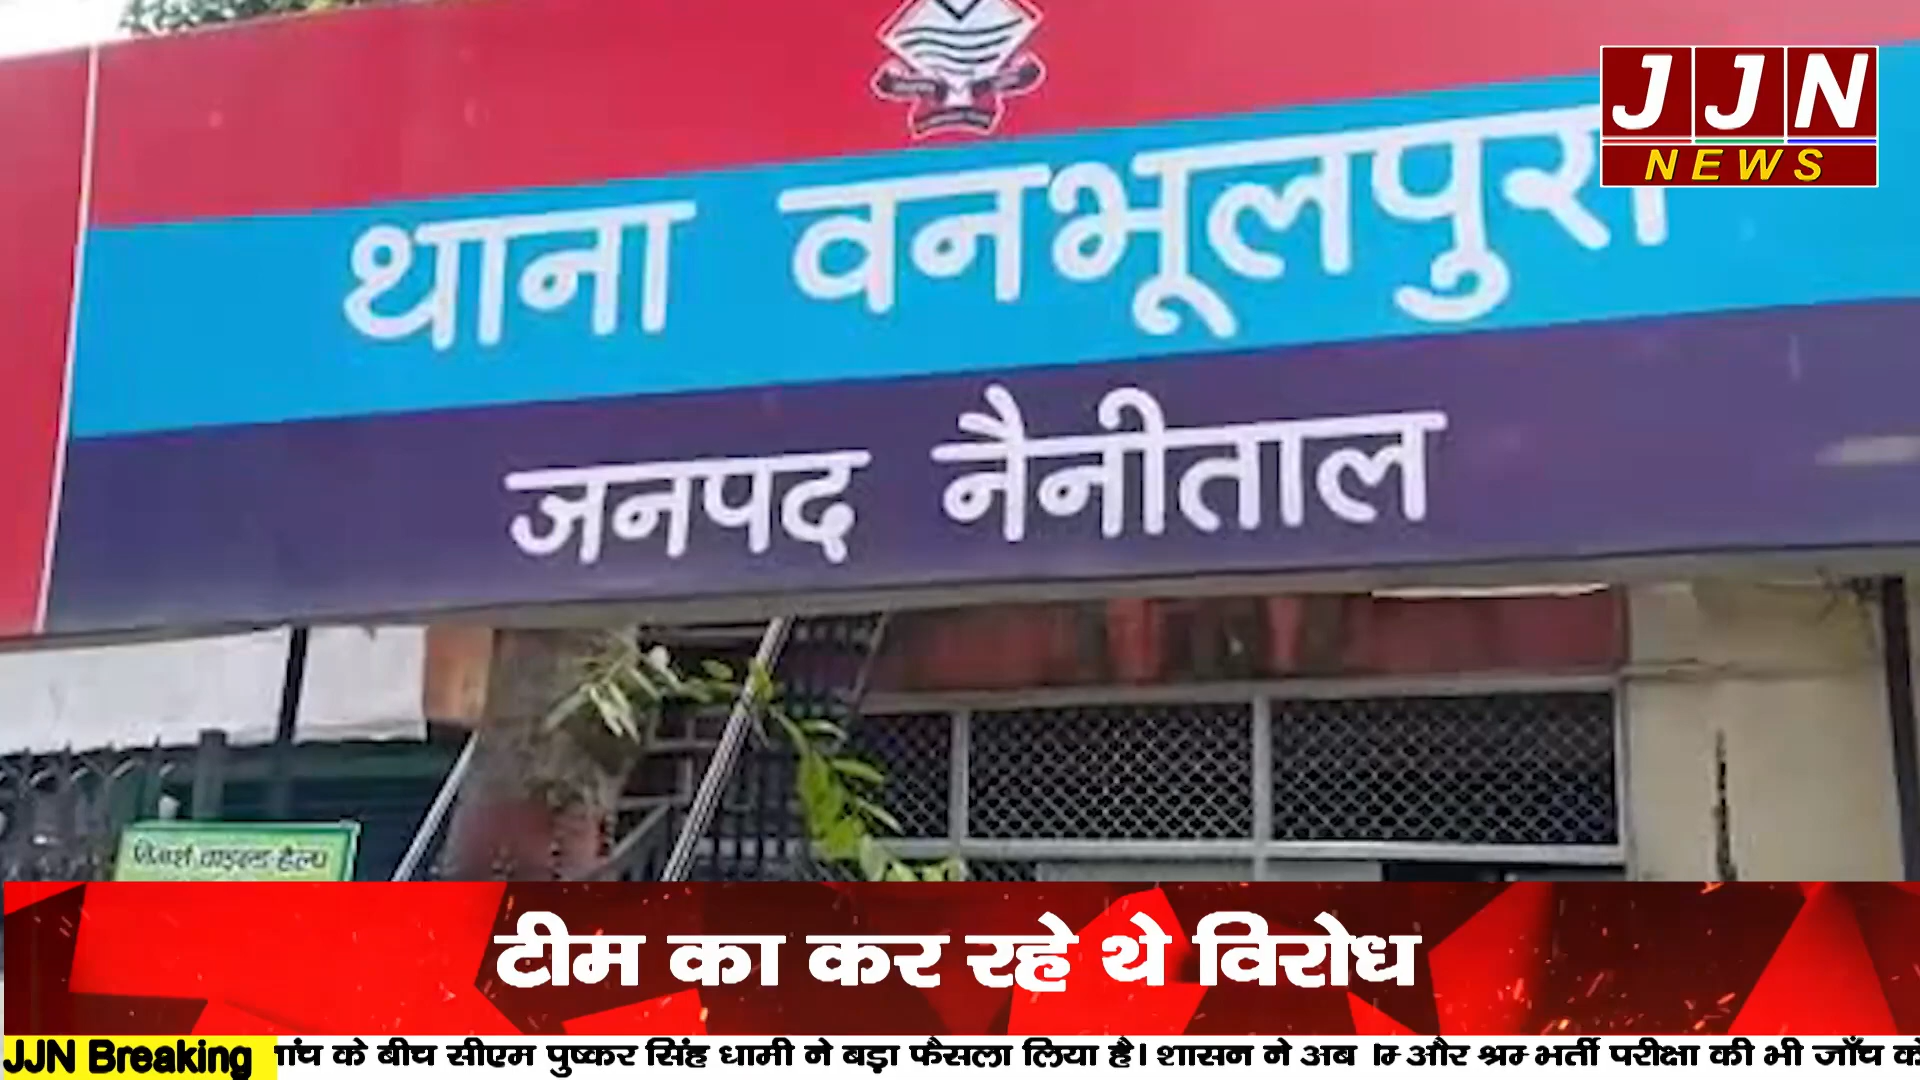 JJN
NEWS
थाना वनभूलपुरा
जनपद नैनीताल
टीम का कर रहे थे विरोध
JJN Breaking
के बीच सीएम पुष्कर सिंह धामी ने बड़ा फैसला लिया है। शासन ने अब और श्रम भर्ती परीक्षा की भी जाँच